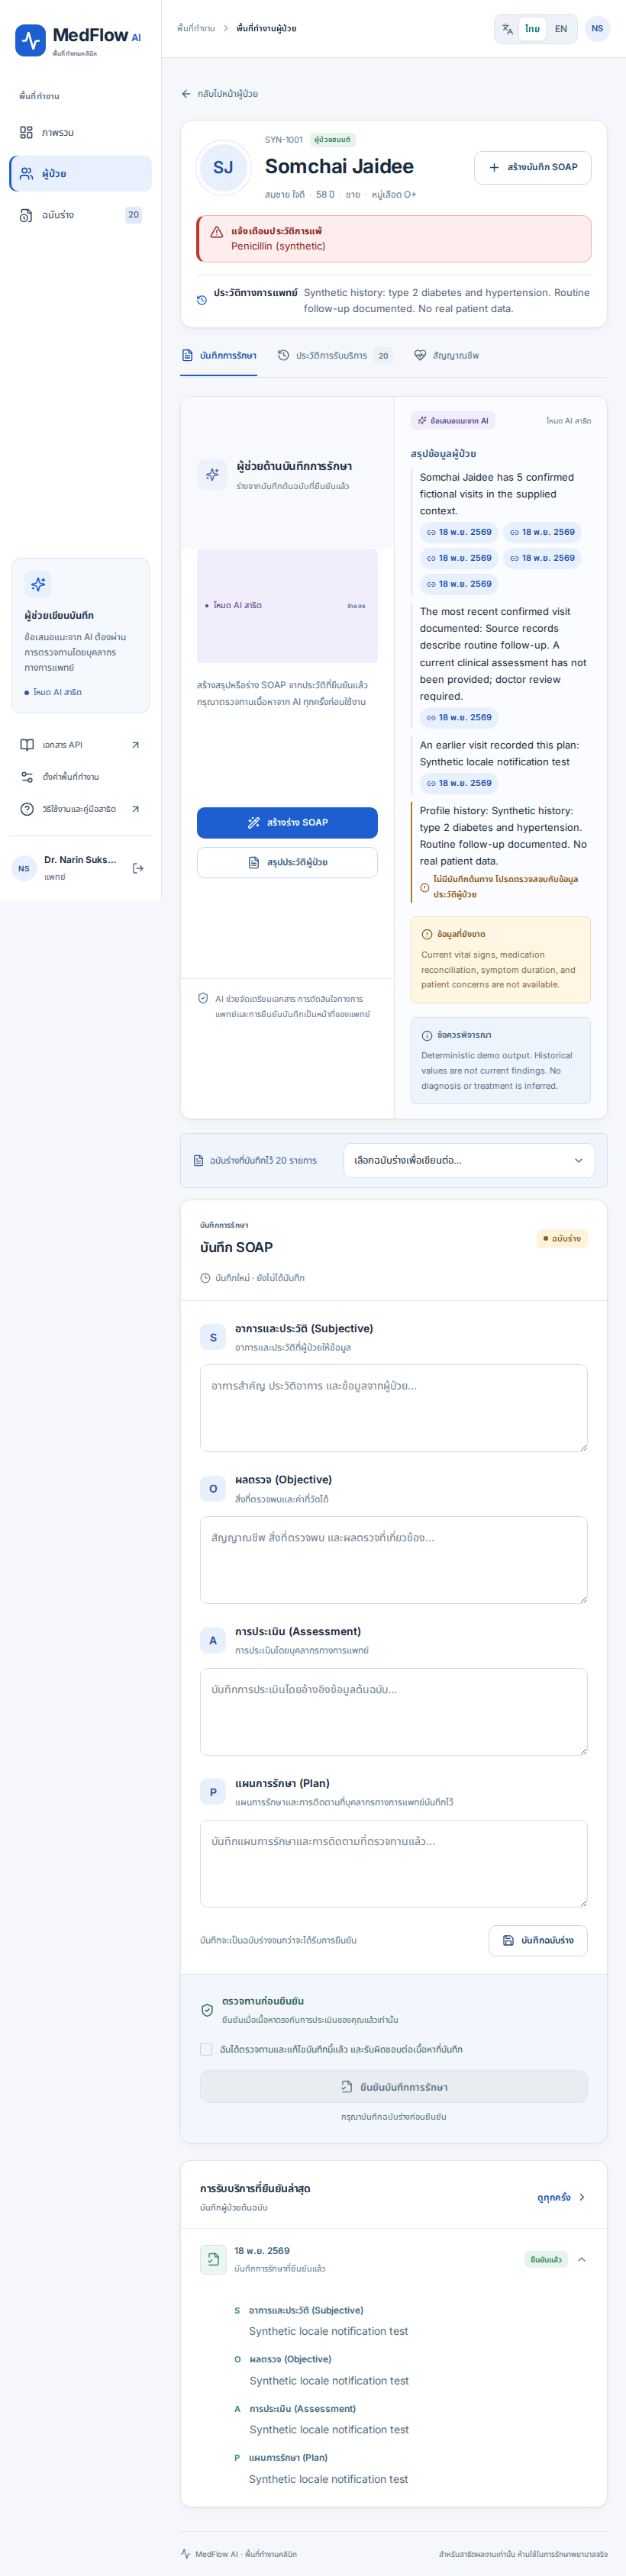 MedFlow AI
พื้นที่ทำงานคลินิก
พื้นที่ทำงาน
ภาพรวม
ผู้ป่วย
ฉบับร่าง 20
ผู้ช่วยเขียนบันทึก
ข้อเสนอแนะจาก AI ต้องผ่าน
การตรวจทานโดยบุคลากร
ทางการแพทย์
โหมด AI สาธิต
เอกสาร API
ตั้งค่าพื้นที่ทำงาน
วิธีใช้งานและคู่มือสาธิต
NS
Dr. Narin Suks...
แพทย์
พื้นที่ทำงาน > พื้นที่ทำงานผู้ป่วย
ไทย EN NS
กลับไปหน้าผู้ป่วย
SJ
SYN-1001 ผู้ป่วยสมมติ
Somchai Jaidee
สมชาย ใจดี · 58 ปี · ชาย · หมู่เลือด O+
สร้างบันทึก SOAP
แจ้งเตือนประวัติการแพ้
Penicillin (synthetic)
ประวัติทางการแพทย์ Synthetic history: type 2 diabetes and hypertension. Routine
follow-up documented. No real patient data.
บันทึกการรักษา ประวัติการรับบริการ 20 สัญญาณชีพ
ผู้ช่วยด้านบันทึกการรักษา
ร่างจากบันทึกต้นฉบับที่ยืนยันแล้ว
โหมด AI สาธิต จำลอง
สร้างสรุปหรือร่าง SOAP จากประวัติที่ยืนยันแล้ว
กรุณาตรวจทานเนื้อหาจาก AI ทุกครั้งก่อนใช้งาน
สร้างร่าง SOAP
สรุปประวัติผู้ป่วย
AI ช่วยจัดเตรียมเอกสาร การตัดสินใจทางการ
แพทย์และการยืนยันบันทึกเป็นหน้าที่ของแพทย์
ข้อเสนอแนะจาก AI โหมด AI สาธิต
สรุปข้อมูลผู้ป่วย
Somchai Jaidee has 5 confirmed
fictional visits in the supplied
context.
18 พ.ย. 2569 18 พ.ย. 2569
18 พ.ย. 2569 18 พ.ย. 2569
18 พ.ย. 2569
The most recent confirmed visit
documented: Source records
describe routine follow-up. A
current clinical assessment has not
been provided; doctor review
required.
18 พ.ย. 2569
An earlier visit recorded this plan:
Synthetic locale notification test
18 พ.ย. 2569
Profile history: Synthetic history:
type 2 diabetes and hypertension.
Routine follow-up documented. No
real patient data.
ไม่มีบันทึกต้นทาง โปรดตรวจสอบกับข้อมูล
ประวัติผู้ป่วย
ข้อมูลที่ยังขาด
Current vital signs, medication
reconciliation, symptom duration, and
patient concerns are not available.
ข้อควรพิจารณา
Deterministic demo output. Historical
values are not current findings. No
diagnosis or treatment is inferred.
ฉบับร่างที่บันทึกไว้ 20 รายการ เลือกฉบับร่างเพื่อเขียนต่อ...
บันทึกการรักษา
บันทึก SOAP
ฉบับร่าง
บันทึกใหม่ · ยังไม่ได้บันทึก
S
อาการและประวัติ (Subjective)
อาการและประวัติที่ผู้ป่วยให้ข้อมูล
อาการสำคัญ ประวัติอาการ และข้อมูลจากผู้ป่วย...
O
ผลตรวจ (Objective)
สิ่งที่ตรวจพบและค่าที่วัดได้
สัญญาณชีพ สิ่งที่ตรวจพบ และผลตรวจที่เกี่ยวข้อง...
A
การประเมิน (Assessment)
การประเมินโดยบุคลากรทางการแพทย์
บันทึกการประเมินโดยอ้างอิงข้อมูลต้นฉบับ...
P
แผนการรักษา (Plan)
แผนการรักษาและการติดตามที่บุคลากรทางการแพทย์บันทึกไว้
บันทึกแผนการรักษาและการติดตามที่ตรวจทานแล้ว...
บันทึกจะเป็นฉบับร่างจนกว่าจะได้รับการยืนยัน บันทึกฉบับร่าง
ตรวจทานก่อนยืนยัน
ยืนยันเมื่อเนื้อหาตรงกับการประเมินของคุณแล้วเท่านั้น
ฉันได้ตรวจทานและแก้ไขบันทึกนี้แล้ว และรับผิดชอบต่อเนื้อหาที่บันทึก
ยืนยันบันทึกการรักษา
กรุณาบันทึกฉบับร่างก่อนยืนยัน
การรับบริการที่ยืนยันล่าสุด
บันทึกผู้ป่วยต้นฉบับ
ดูทุกครั้ง
18 พ.ย. 2569
บันทึกการรักษาที่ยืนยันแล้ว
ยืนยันแล้ว
S อาการและประวัติ (Subjective)
Synthetic locale notification test
O ผลตรวจ (Objective)
Synthetic locale notification test
A การประเมิน (Assessment)
Synthetic locale notification test
P แผนการรักษา (Plan)
Synthetic locale notification test
MedFlow AI · พื้นที่ทำงานคลินิก สำหรับสาธิตผลงานเท่านั้น ห้ามใช้ในการรักษาพยาบาลจริง